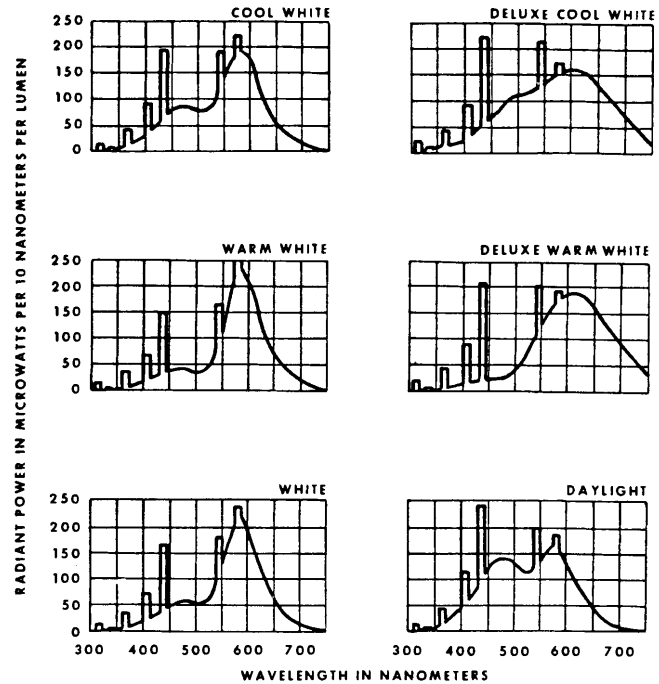 COOL WHITE
DELUXE COOL WHITE
250
200
150
100
50
0
WARM WHITE
DELUXE WARM WHITE
250
200
150
100
50
0
WHITE
DAYLIGHT
250
200
150
100
50
0
300 400 500 600 700
300 400 500 600 700
WAVELENGTH IN NANOMETERS
RADIANT POWER IN MICROWATTS PER 10 NANOMETERS PER LUMEN